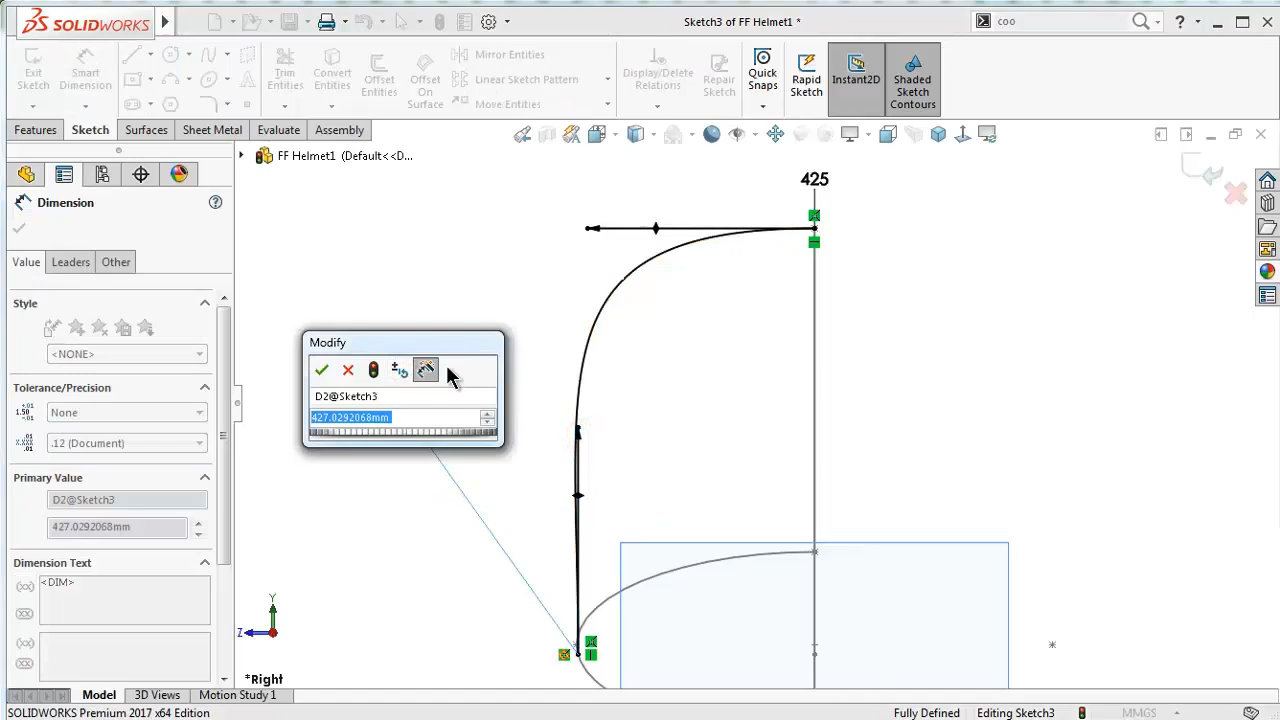 SOLIDWORKS
Sketch3 of FF Helmet1 *
coo
Exit Sketch
Smart Dimension
Trim Entities
Convert Entities
Offset Entities
Offset On Surface
Mirror Entities
Linear Sketch Pattern
Move Entities
Display/Delete Relations
Repair Sketch
Quick Snaps
Rapid Sketch
Instant2D
Shaded Sketch Contours
Features Sketch Surfaces Sheet Metal Evaluate Assembly
FF Helmet1 (Default<<D...
Dimension
Value Leaders Other
Style
<NONE>
Tolerance/Precision
None
.12 (Document)
Primary Value
D2@Sketch3
427.0292068mm
Dimension Text
<DIM>
425
Modify
D2@Sketch3
427.0292068mm
Y
Z
*Right
Model 3D Views Motion Study 1
SOLIDWORKS Premium 2017 x64 Edition Fully Defined Editing Sketch3 MMGS